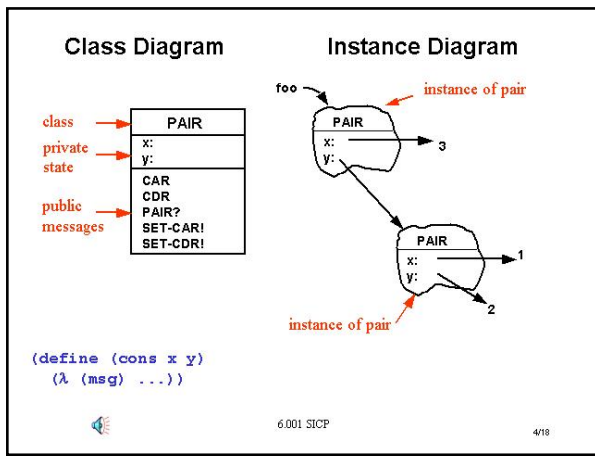 Class Diagram
Instance Diagram
class
private
state
public
messages
PAIR
x:
y:
CAR
CDR
PAIR?
SET-CAR!
SET-CDR!
foo
instance of pair
PAIR
x:
y:
3
PAIR
x:
y:
1
2
instance of pair
(define (cons x y)
(λ (msg) ...))
6.001 SICP
4/18